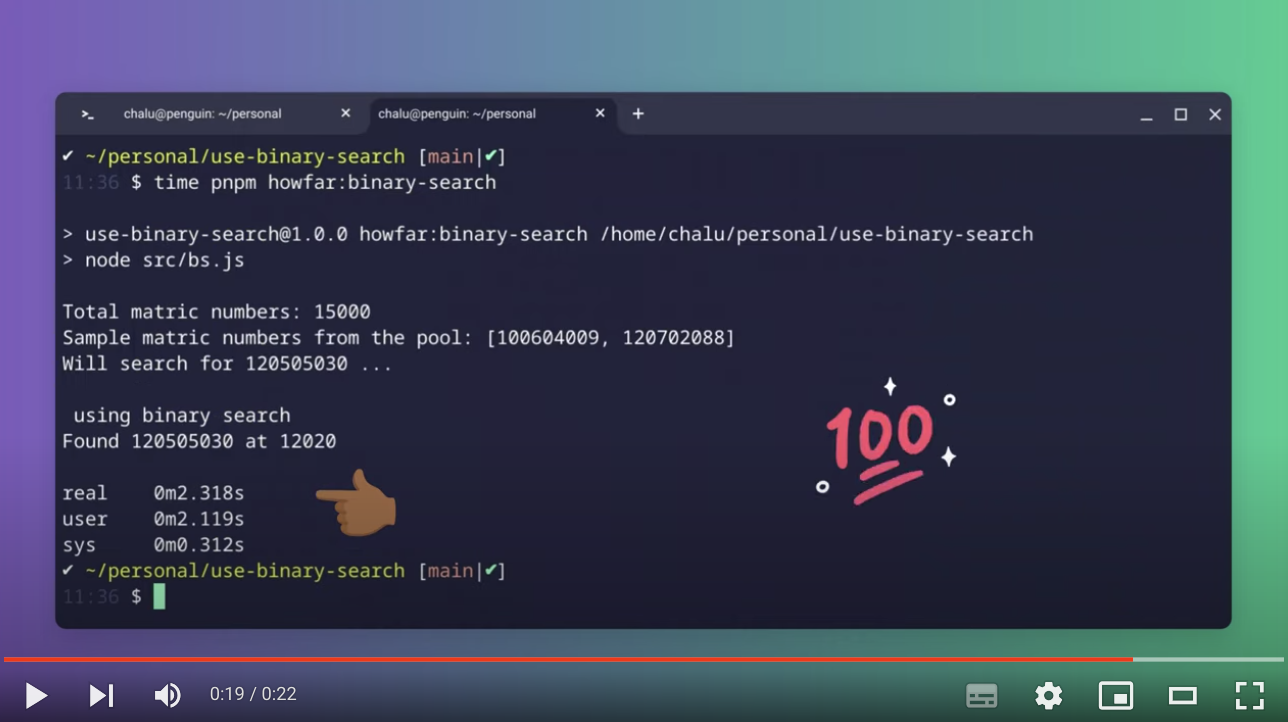 >_ chalu@penguin: ~/personal × chalu@penguin: ~/personal × +
✔ ~/personal/use-binary-search [main|✔]
11:36 $ time pnpm howfar:binary-search
> use-binary-search@1.0.0 howfar:binary-search /home/chalu/personal/use-binary-search
> node src/bs.js
Total matric numbers: 15000
Sample matric numbers from the pool: [100604009, 120702088]
Will search for 120505030 ...
using binary search
Found 120505030 at 12020
100
real 0m2.318s
user 0m2.119s
sys 0m0.312s
✔ ~/personal/use-binary-search [main|✔]
11:36 $
0:19 / 0:22